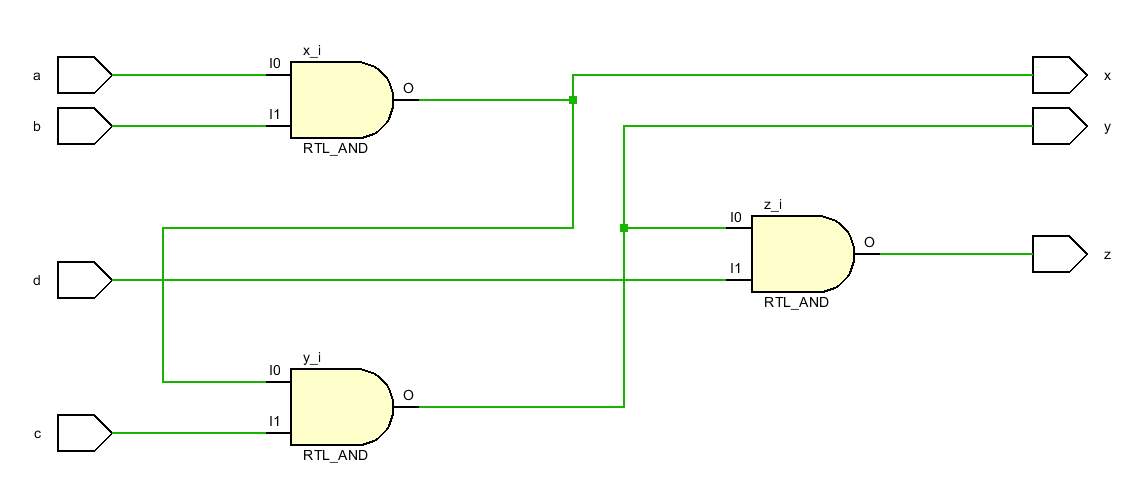 x_i
a
I0
O
x
b
I1
y
RTL_AND
z_i
I0
O
z
d
I1
RTL_AND
y_i
I0
O
c
I1
RTL_AND